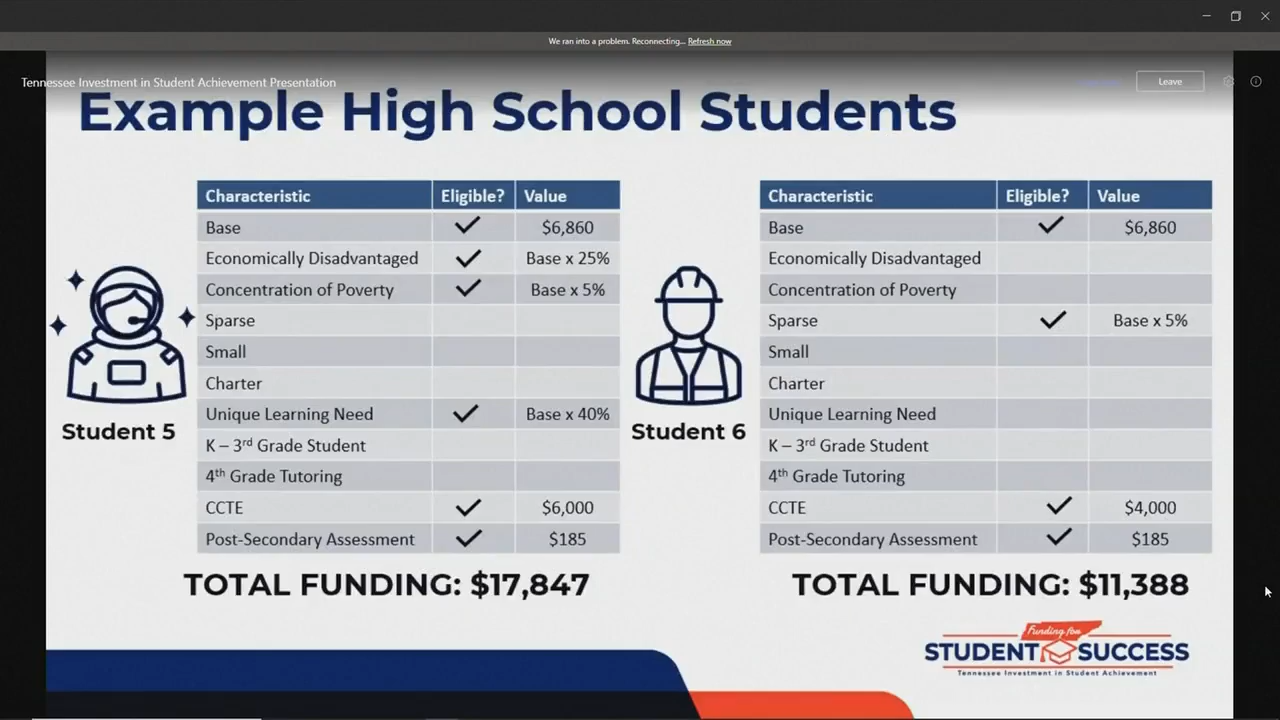 We ran into a problem. Reconnecting... Refresh now
Tennessee Investment in Student Achievement Presentation
Leave
Example High School Students
Characteristic Eligible? Value
Base $6,860
Economically Disadvantaged Base x 25%
Concentration of Poverty Base x 5%
Sparse
Small
Charter
Unique Learning Need Base x 40%
K – 3rd Grade Student
4th Grade Tutoring
CCTE $6,000
Post-Secondary Assessment $185
Student 5
TOTAL FUNDING: $17,847
Characteristic Eligible? Value
Base $6,860
Economically Disadvantaged
Concentration of Poverty
Sparse Base x 5%
Small
Charter
Unique Learning Need
K – 3rd Grade Student
4th Grade Tutoring
CCTE $4,000
Post-Secondary Assessment $185
Student 6
TOTAL FUNDING: $11,388
Funding for
STUDENT SUCCESS
Tennessee Investment in Student Achievement